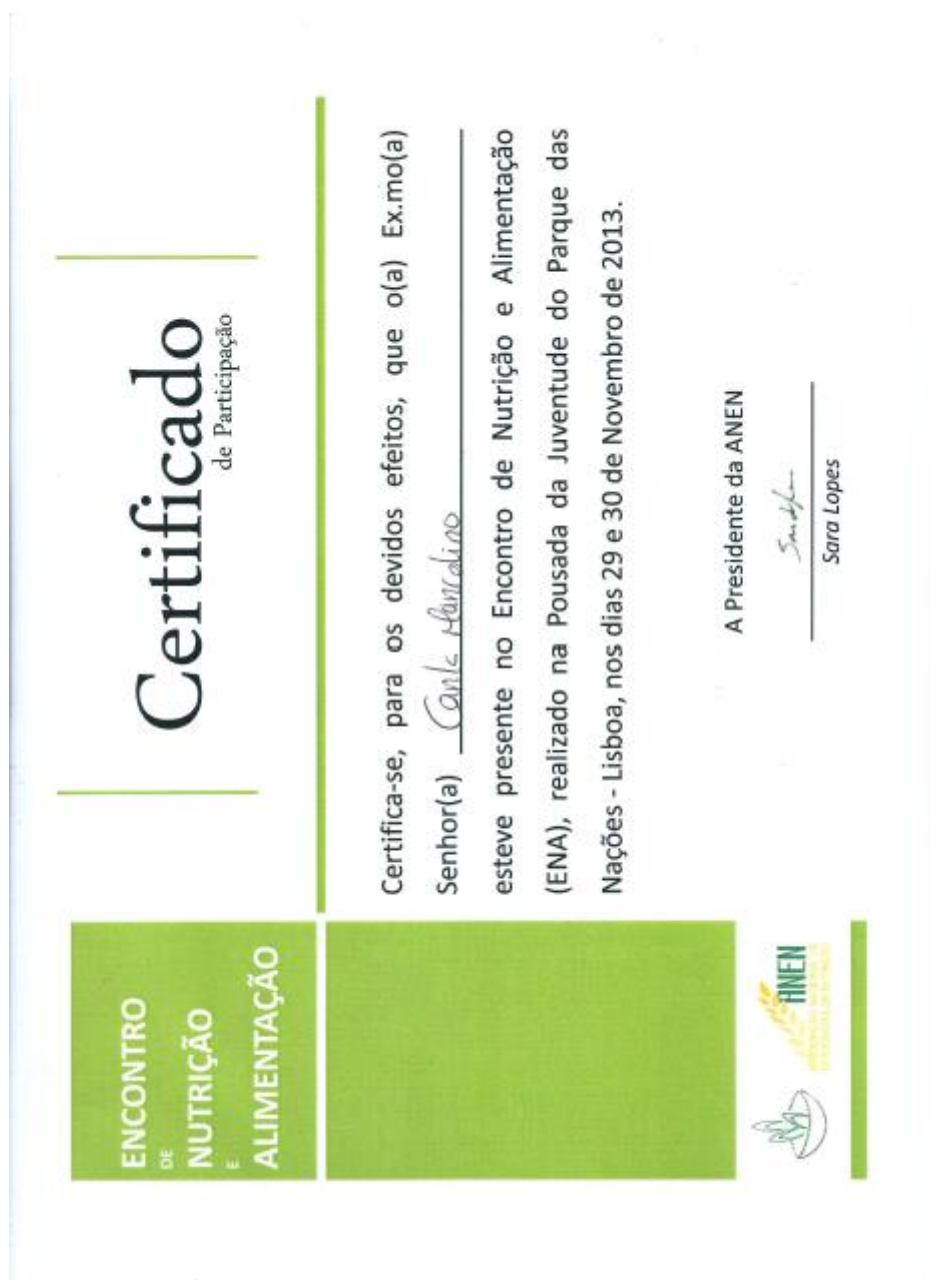 ENCONTRO
DE
NUTRIÇÃO
E
ALIMENTAÇÃO
Certificado
de Participação
Certifica-se, para os devidos efeitos, que o(a) Ex.mo(a)
Senhor(a)
esteve presente no Encontro de Nutrição e Alimentação
(ENA), realizado na Pousada da Juventude do Parque das
Nações - Lisboa, nos dias 29 e 30 de Novembro de 2013.
A Presidente da ANEN
Sara Lopes
ANEN